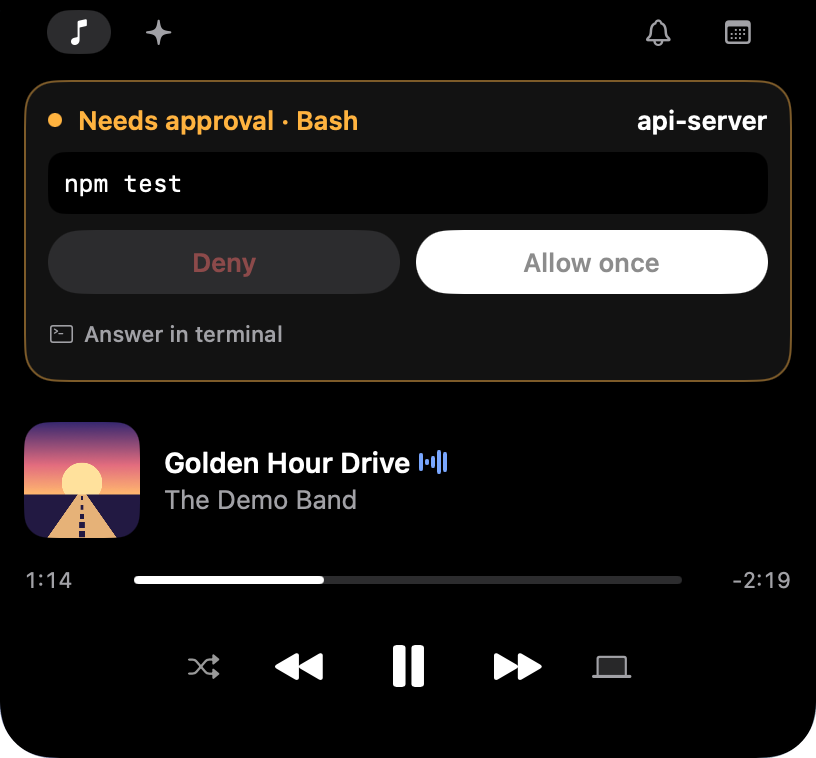 Needs approval · Bash api-server
npm test
Deny Allow once
Answer in terminal
Golden Hour Drive
The Demo Band
1:14 -2:19